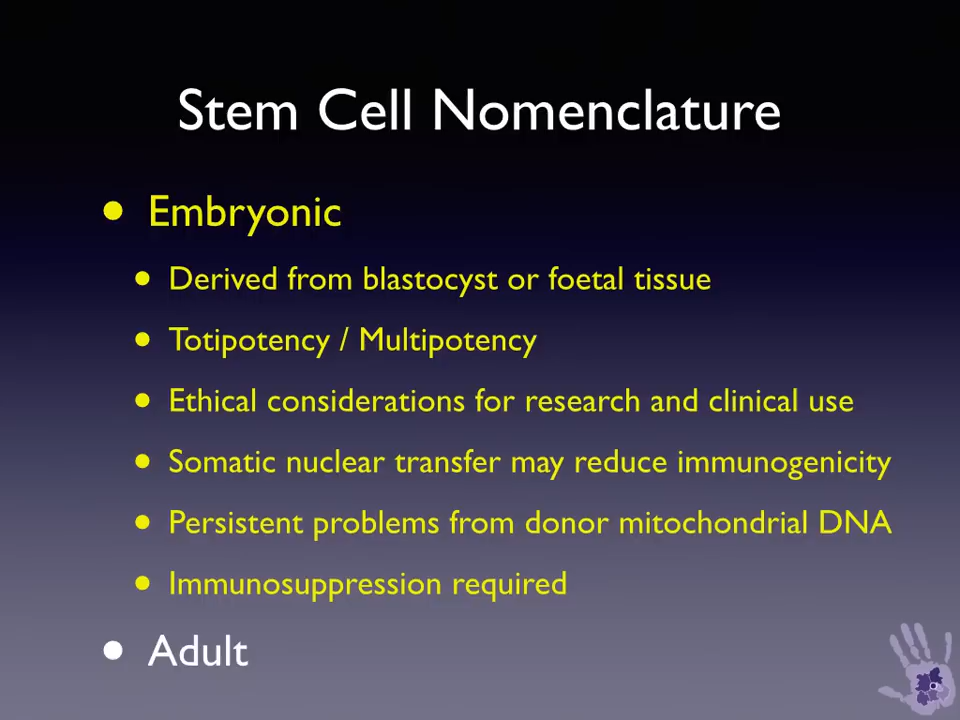 Stem Cell Nomenclature
• Embryonic
• Derived from blastocyst or foetal tissue
• Totipotency / Multipotency
• Ethical considerations for research and clinical use
• Somatic nuclear transfer may reduce immunogenicity
• Persistent problems from donor mitochondrial DNA
• Immunosuppression required
• Adult